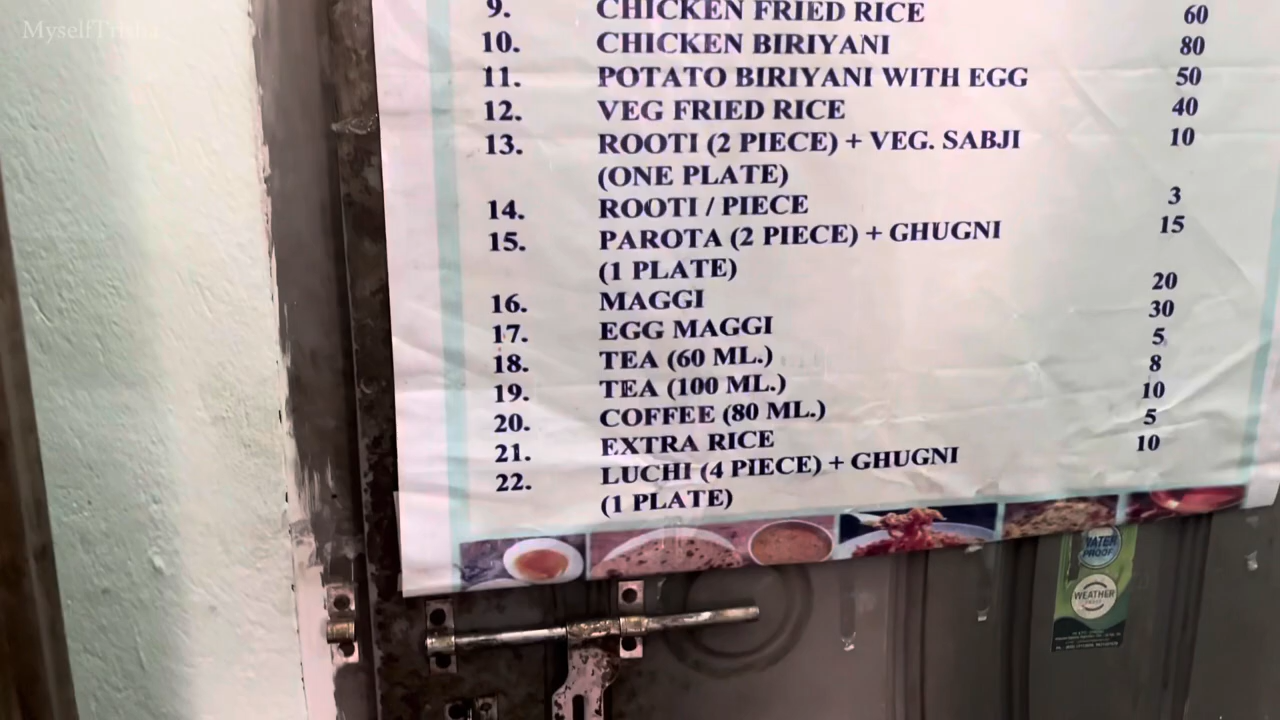 MyselfTrisha
9. CHICKEN FRIED RICE 60
10. CHICKEN BIRIYANI 80
11. POTATO BIRIYANI WITH EGG 50
12. VEG FRIED RICE 40
13. ROOTI (2 PIECE) + VEG. SABJI 10
(ONE PLATE)
14. ROOTI / PIECE 3
15. PAROTA (2 PIECE) + GHUGNI 15
(1 PLATE)
16. MAGGI 20
17. EGG MAGGI 30
18. TEA (60 ML.) 5
19. TEA (100 ML.) 8
20. COFFEE (80 ML.) 10
21. EXTRA RICE 5
22. LUCHI (4 PIECE) + GHUGNI 10
(1 PLATE)
WATER
PROOF
WEATHER